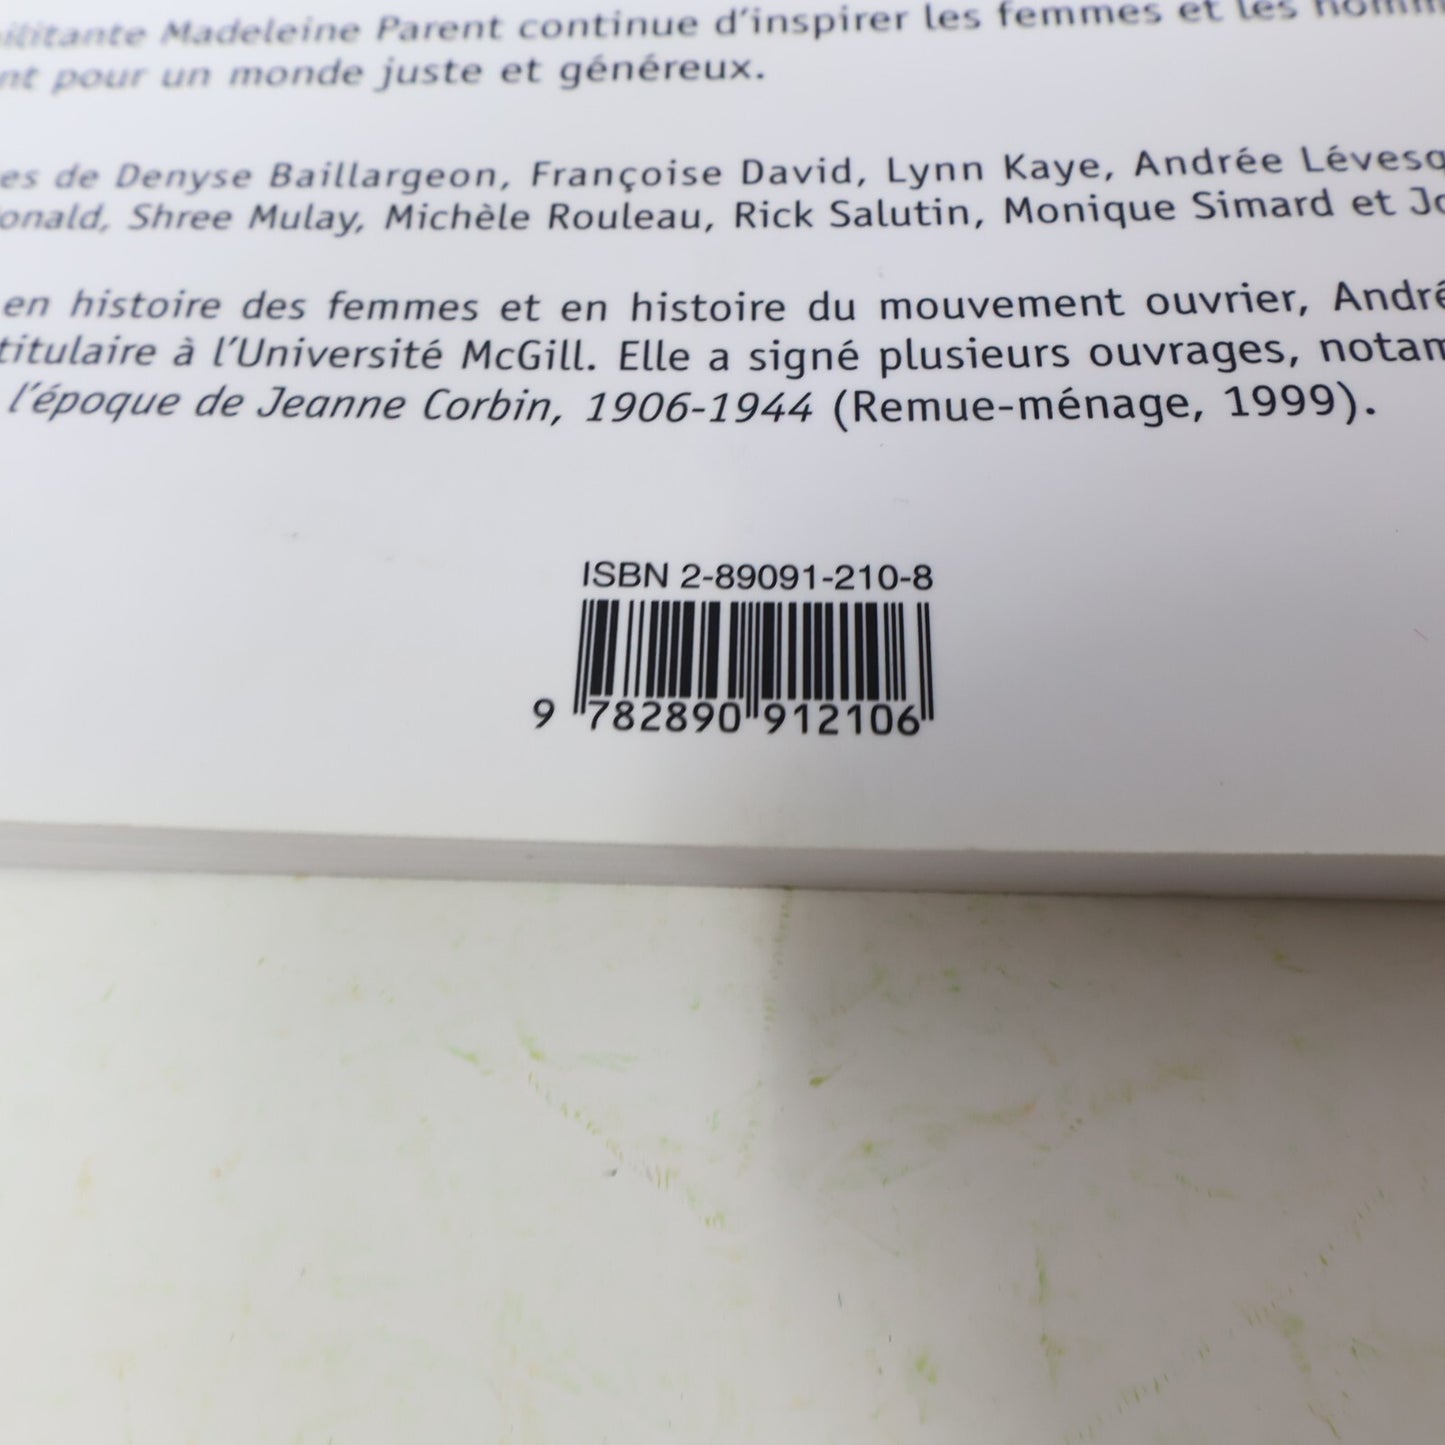 militante Madeleine Parent continue d'inspirer les femmes et les
nt pour un monde juste et généreux.
es de Denyse Baillargeon, Françoise David, Lynn Kaye, Andrée Lévesq
onald, Shree Mulay, Michèle Rouleau, Rick Salutin, Monique Simard et Jo
en histoire des femmes et en histoire du mouvement ouvrier, André
titulaire à l'Université McGill. Elle a signé plusieurs ouvrages, notam
l'époque de Jeanne Corbin, 1906-1944 (Remue-ménage, 1999).
ISBN 2-89091-210-8
9 782890 912106